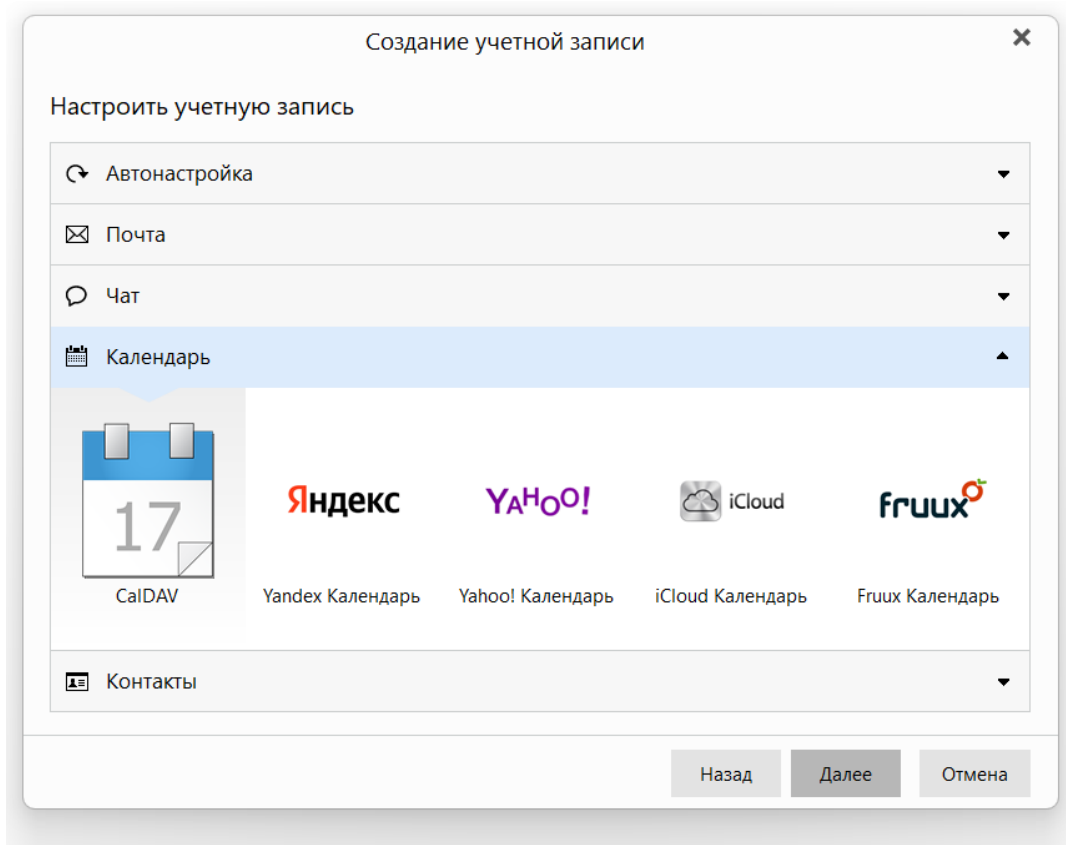 Создание учетной записи
Настроить учетную запись
Автонастройка
Почта
Чат
Календарь
17
Яндекс YAHOO! iCloud fruux
CalDAV Yandex Календарь Yahoo! Календарь iCloud Календарь Fruux Календарь
Контакты
Назад Далее Отмена